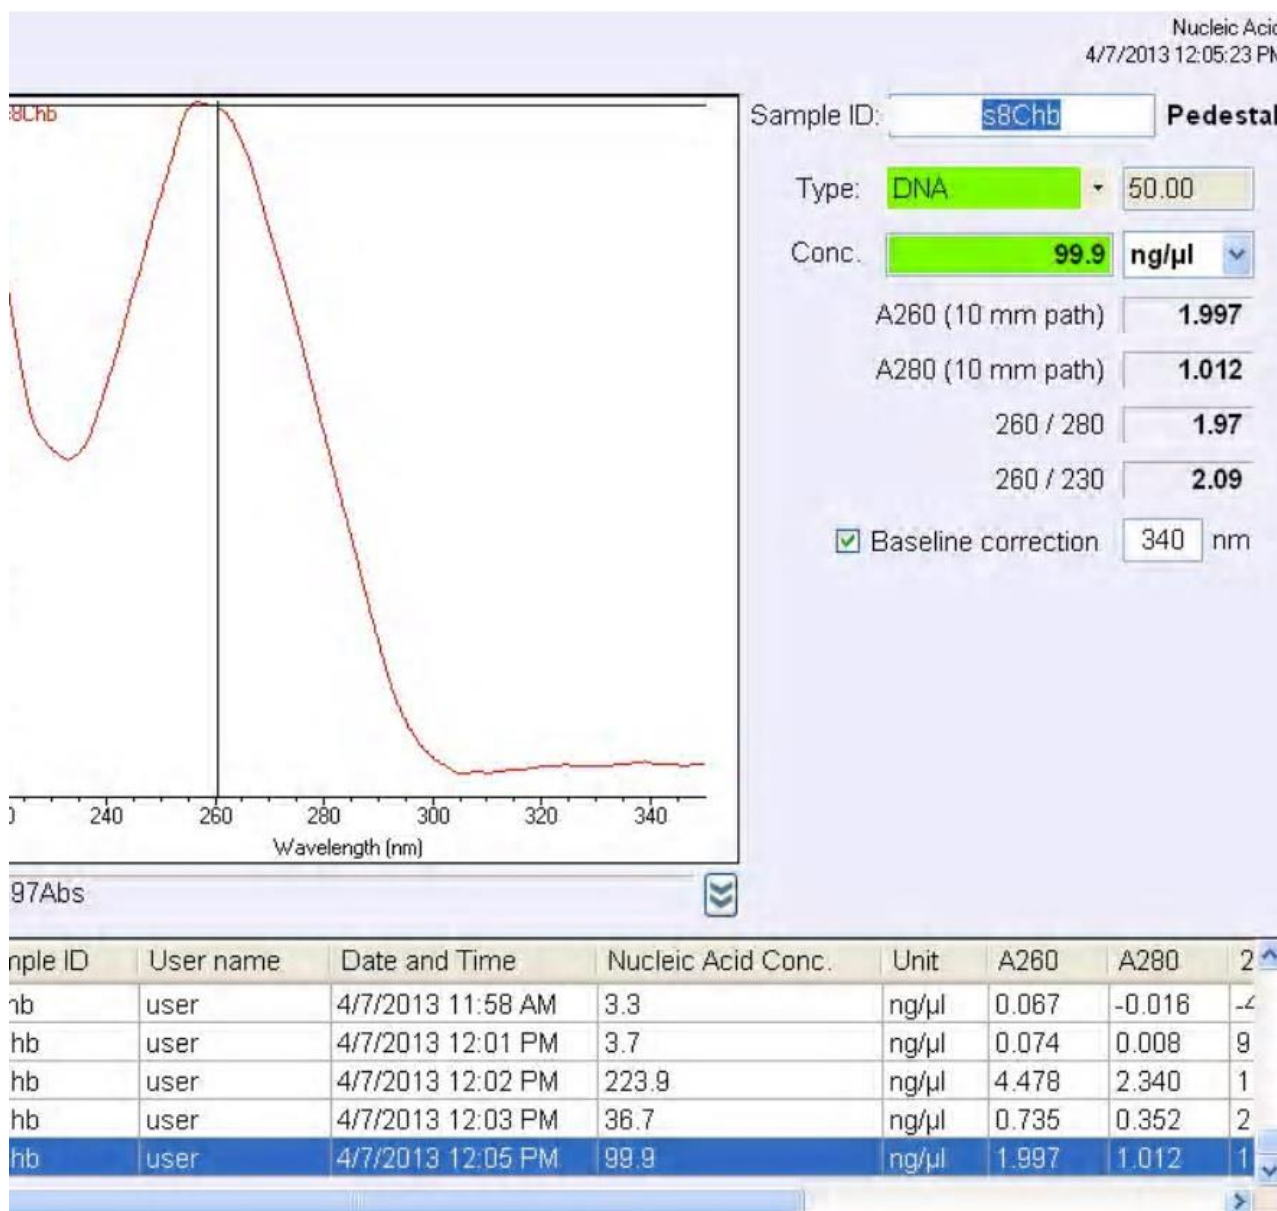 Nucleic Acid
4/7/2013 12:05:23 PM
s8Chb
Sample ID: s8Chb Pedestal
Type: DNA 50.00
Conc. 99.9 ng/µl
A260 (10 mm path) 1.997
A280 (10 mm path) 1.012
260 / 280 1.97
260 / 230 2.09
Baseline correction 340 nm
240 260 280 300 320 340
Wavelength (nm)
97Abs
mple ID User name Date and Time Nucleic Acid Conc. Unit A260 A280 2
hb user 4/7/2013 11:58 AM 3.3 ng/µl 0.067 -0.016 -4
hb user 4/7/2013 12:01 PM 3.7 ng/µl 0.074 0.008 9
hb user 4/7/2013 12:02 PM 223.9 ng/µl 4.478 2.340 1
hb user 4/7/2013 12:03 PM 36.7 ng/µl 0.735 0.352 2
hb user 4/7/2013 12:05 PM 99.9 ng/µl 1.997 1.012 1